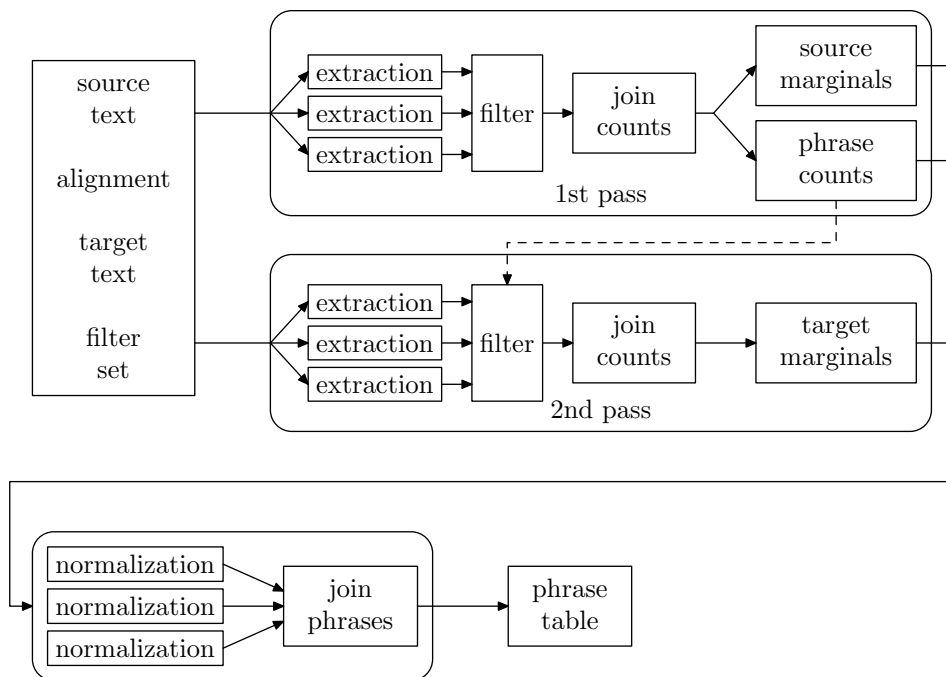 source
text
alignment
target
text
filter
set
extraction
extraction
extraction
filter
join
counts
source
marginals
phrase
counts
1st pass
extraction
extraction
extraction
filter
join
counts
target
marginals
2nd pass
normalization
normalization
normalization
join
phrases
phrase
table